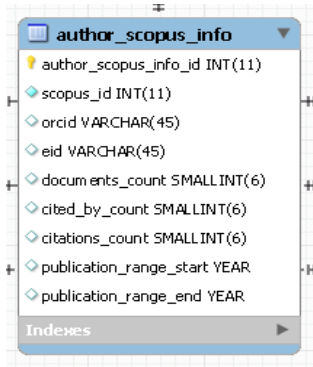 author_scopus_info
author_scopus_info_id INT(11)
scopus_id INT(11)
orcid VARCHAR(45)
eid VARCHAR(45)
documents_count SMALLINT(6)
cited_by_count SMALLINT(6)
citations_count SMALLINT(6)
publication_range_start YEAR
publication_range_end YEAR
Indexes